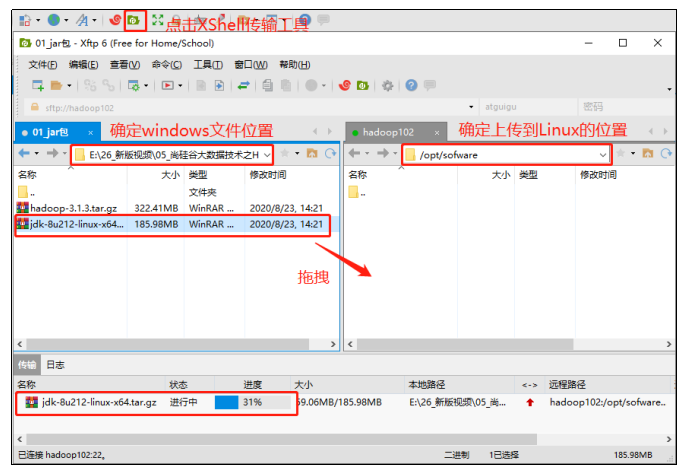 点击XShell传输工具
01_jar包 - Xftp 6 (Free for Home/School)
文件(F) 编辑(E) 查看(V) 命令(C) 工具(T) 窗口(W) 帮助(H)
sftp://hadoop102 atguigu 密码
01_jar包 × 确定windows文件位置 hadoop102 × 确定上传到Linux的位置
E:\26_新版视频\05_尚硅谷大数据技术之H /opt/sofware
名称 大小 类型 修改时间 名称 大小 类型 修改时间
.. 文件夹 ..
hadoop-3.1.3.tar.gz 322.41MB WinRAR ... 2020/8/23, 14:21
jdk-8u212-linux-x64... 185.98MB WinRAR ... 2020/8/23, 14:21
拖拽
传输 日志
名称 状态 进度 大小 本地路径 <-> 远程路径
jdk-8u212-linux-x64.tar.gz 进行中 31% 59.06MB/185.98MB E:\26_新版视频\05_尚... hadoop102:/opt/sofware..
已连接 hadoop102:22。 二进制 1已选择 185.98MB